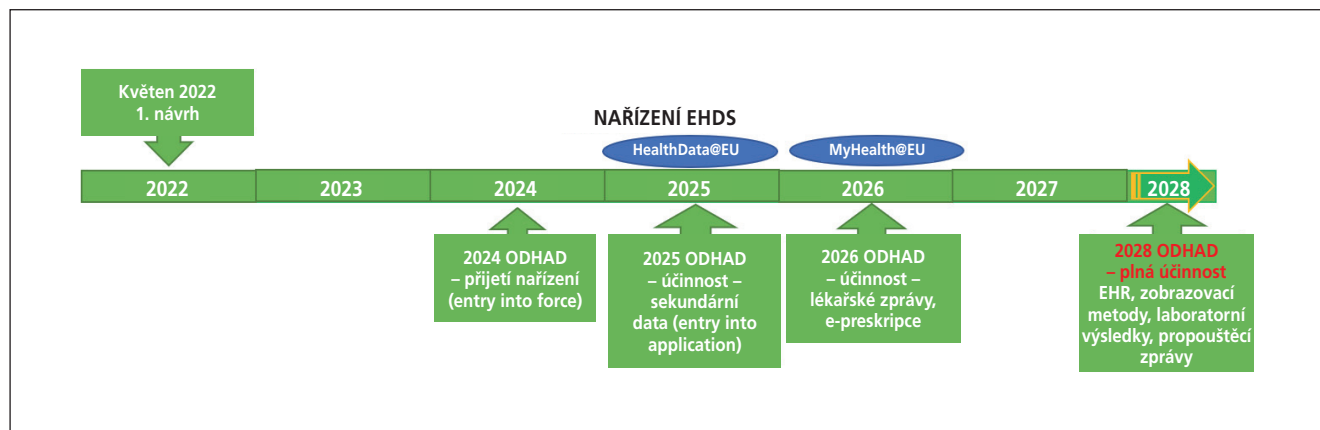 Květen 2022
1. návrh
NAŘÍZENÍ EHDS
HealthData@EU
MyHealth@EU
2022
2023
2024
2025
2026
2027
2028
2024 ODHAD
– přijetí nařízení
(entry into force)
2025 ODHAD
– účinnost –
sekundární
data (entry into
application)
2026 ODHAD
– účinnost –
lékařské zprávy,
e-preskripce
2028 ODHAD
– plná účinnost
EHR, zobrazovací
metody, laboratorní
výsledky, propouštěcí
zprávy